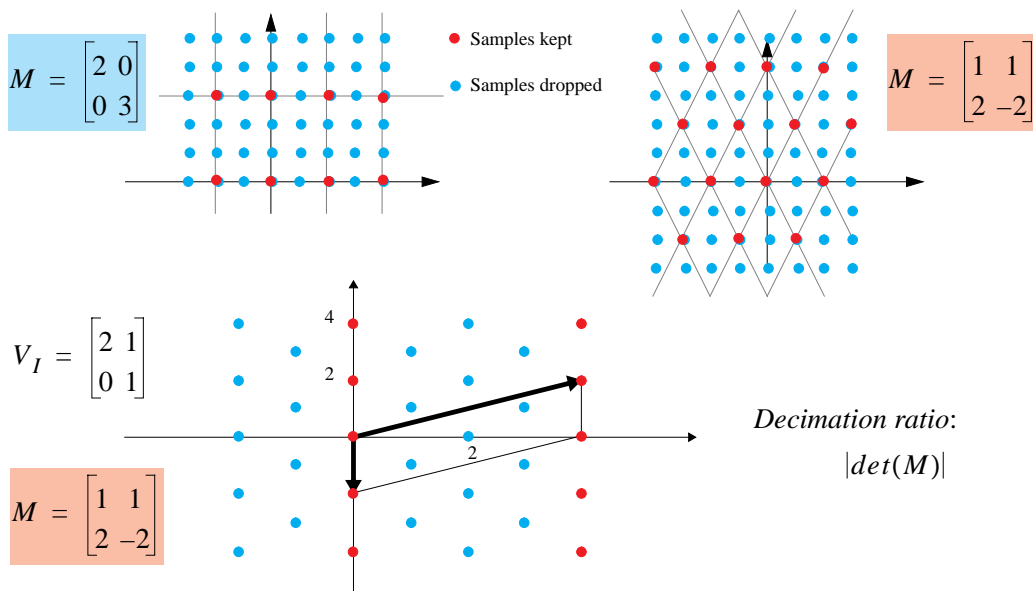 M = [2 0
0 3]
Samples kept
Samples dropped
M = [1 1
2 –2]
V_I = [2 1
0 1]
4
2
2
M = [1 1
2 –2]
Decimation ratio:
|det(M)|